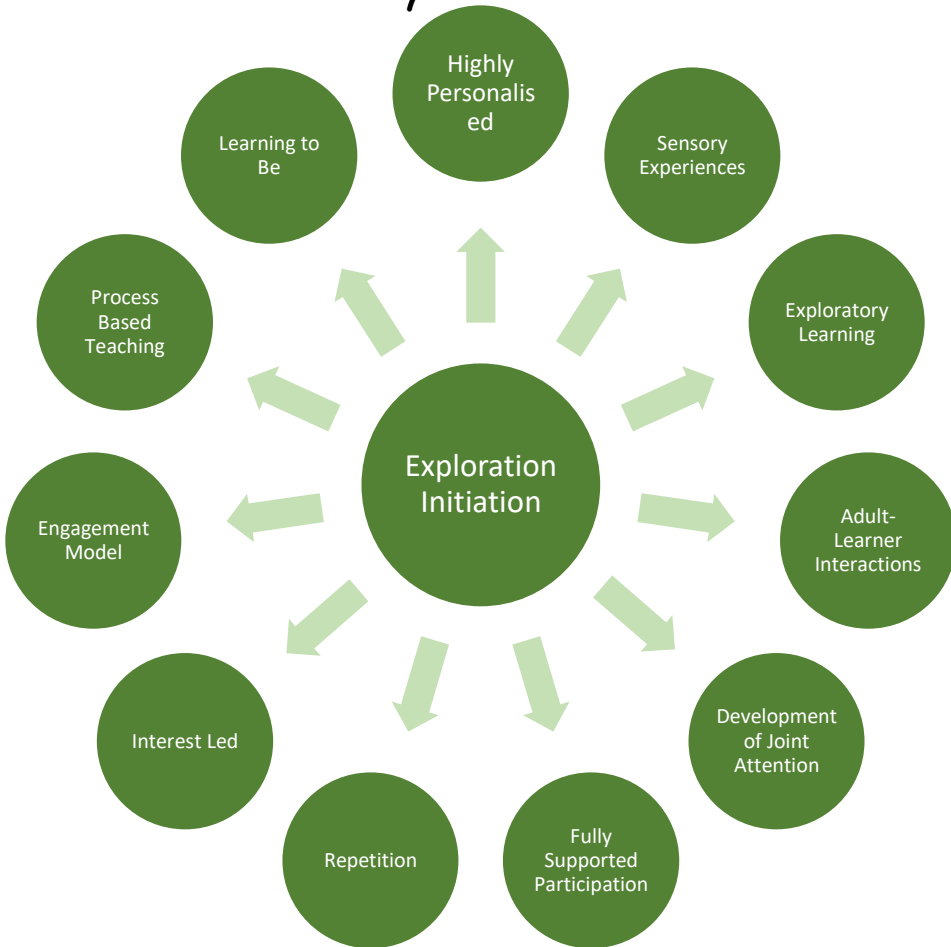 Highly
Personalis
ed
Sensory
Experiences
Exploratory
Learning
Adult-
Learner
Interactions
Development
of Joint
Attention
Fully
Supported
Participation
Repetition
Interest Led
Engagement
Model
Process
Based
Teaching
Learning to
Be
Exploration
Initiation